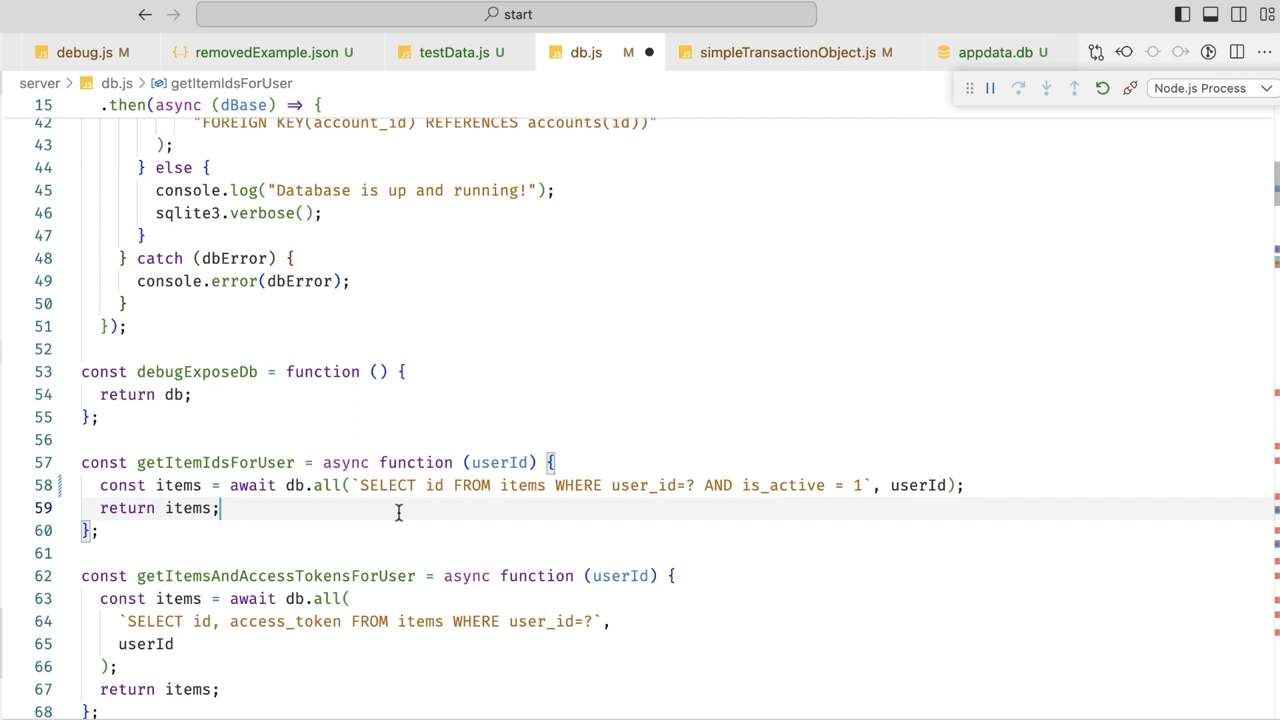 start
debug.js M
removedExample.json U
testData.js U
db.js M
simpleTransactionObject.js M
appdata.db U
server > db.js > getItemIdsForUser
Node.js Process
15 .then(async (dBase) => {
42 "FOREIGN KEY(account_id) REFERENCES accounts(id))"
43 );
44 } else {
45 console.log("Database is up and running!");
46 sqlite3.verbose();
47 }
48 } catch (dbError) {
49 console.error(dbError);
50 }
51 });
52
53 const debugExposeDb = function () {
54 return db;
55 };
56
57 const getItemIdsForUser = async function (userId) {
58 const items = await db.all(`SELECT id FROM items WHERE user_id=? AND is_active = 1`, userId);
59 return items;
60 };
61
62 const getItemsAndAccessTokensForUser = async function (userId) {
63 const items = await db.all(
64 `SELECT id, access_token FROM items WHERE user_id=?`,
65 userId
66 );
67 return items;
68 };